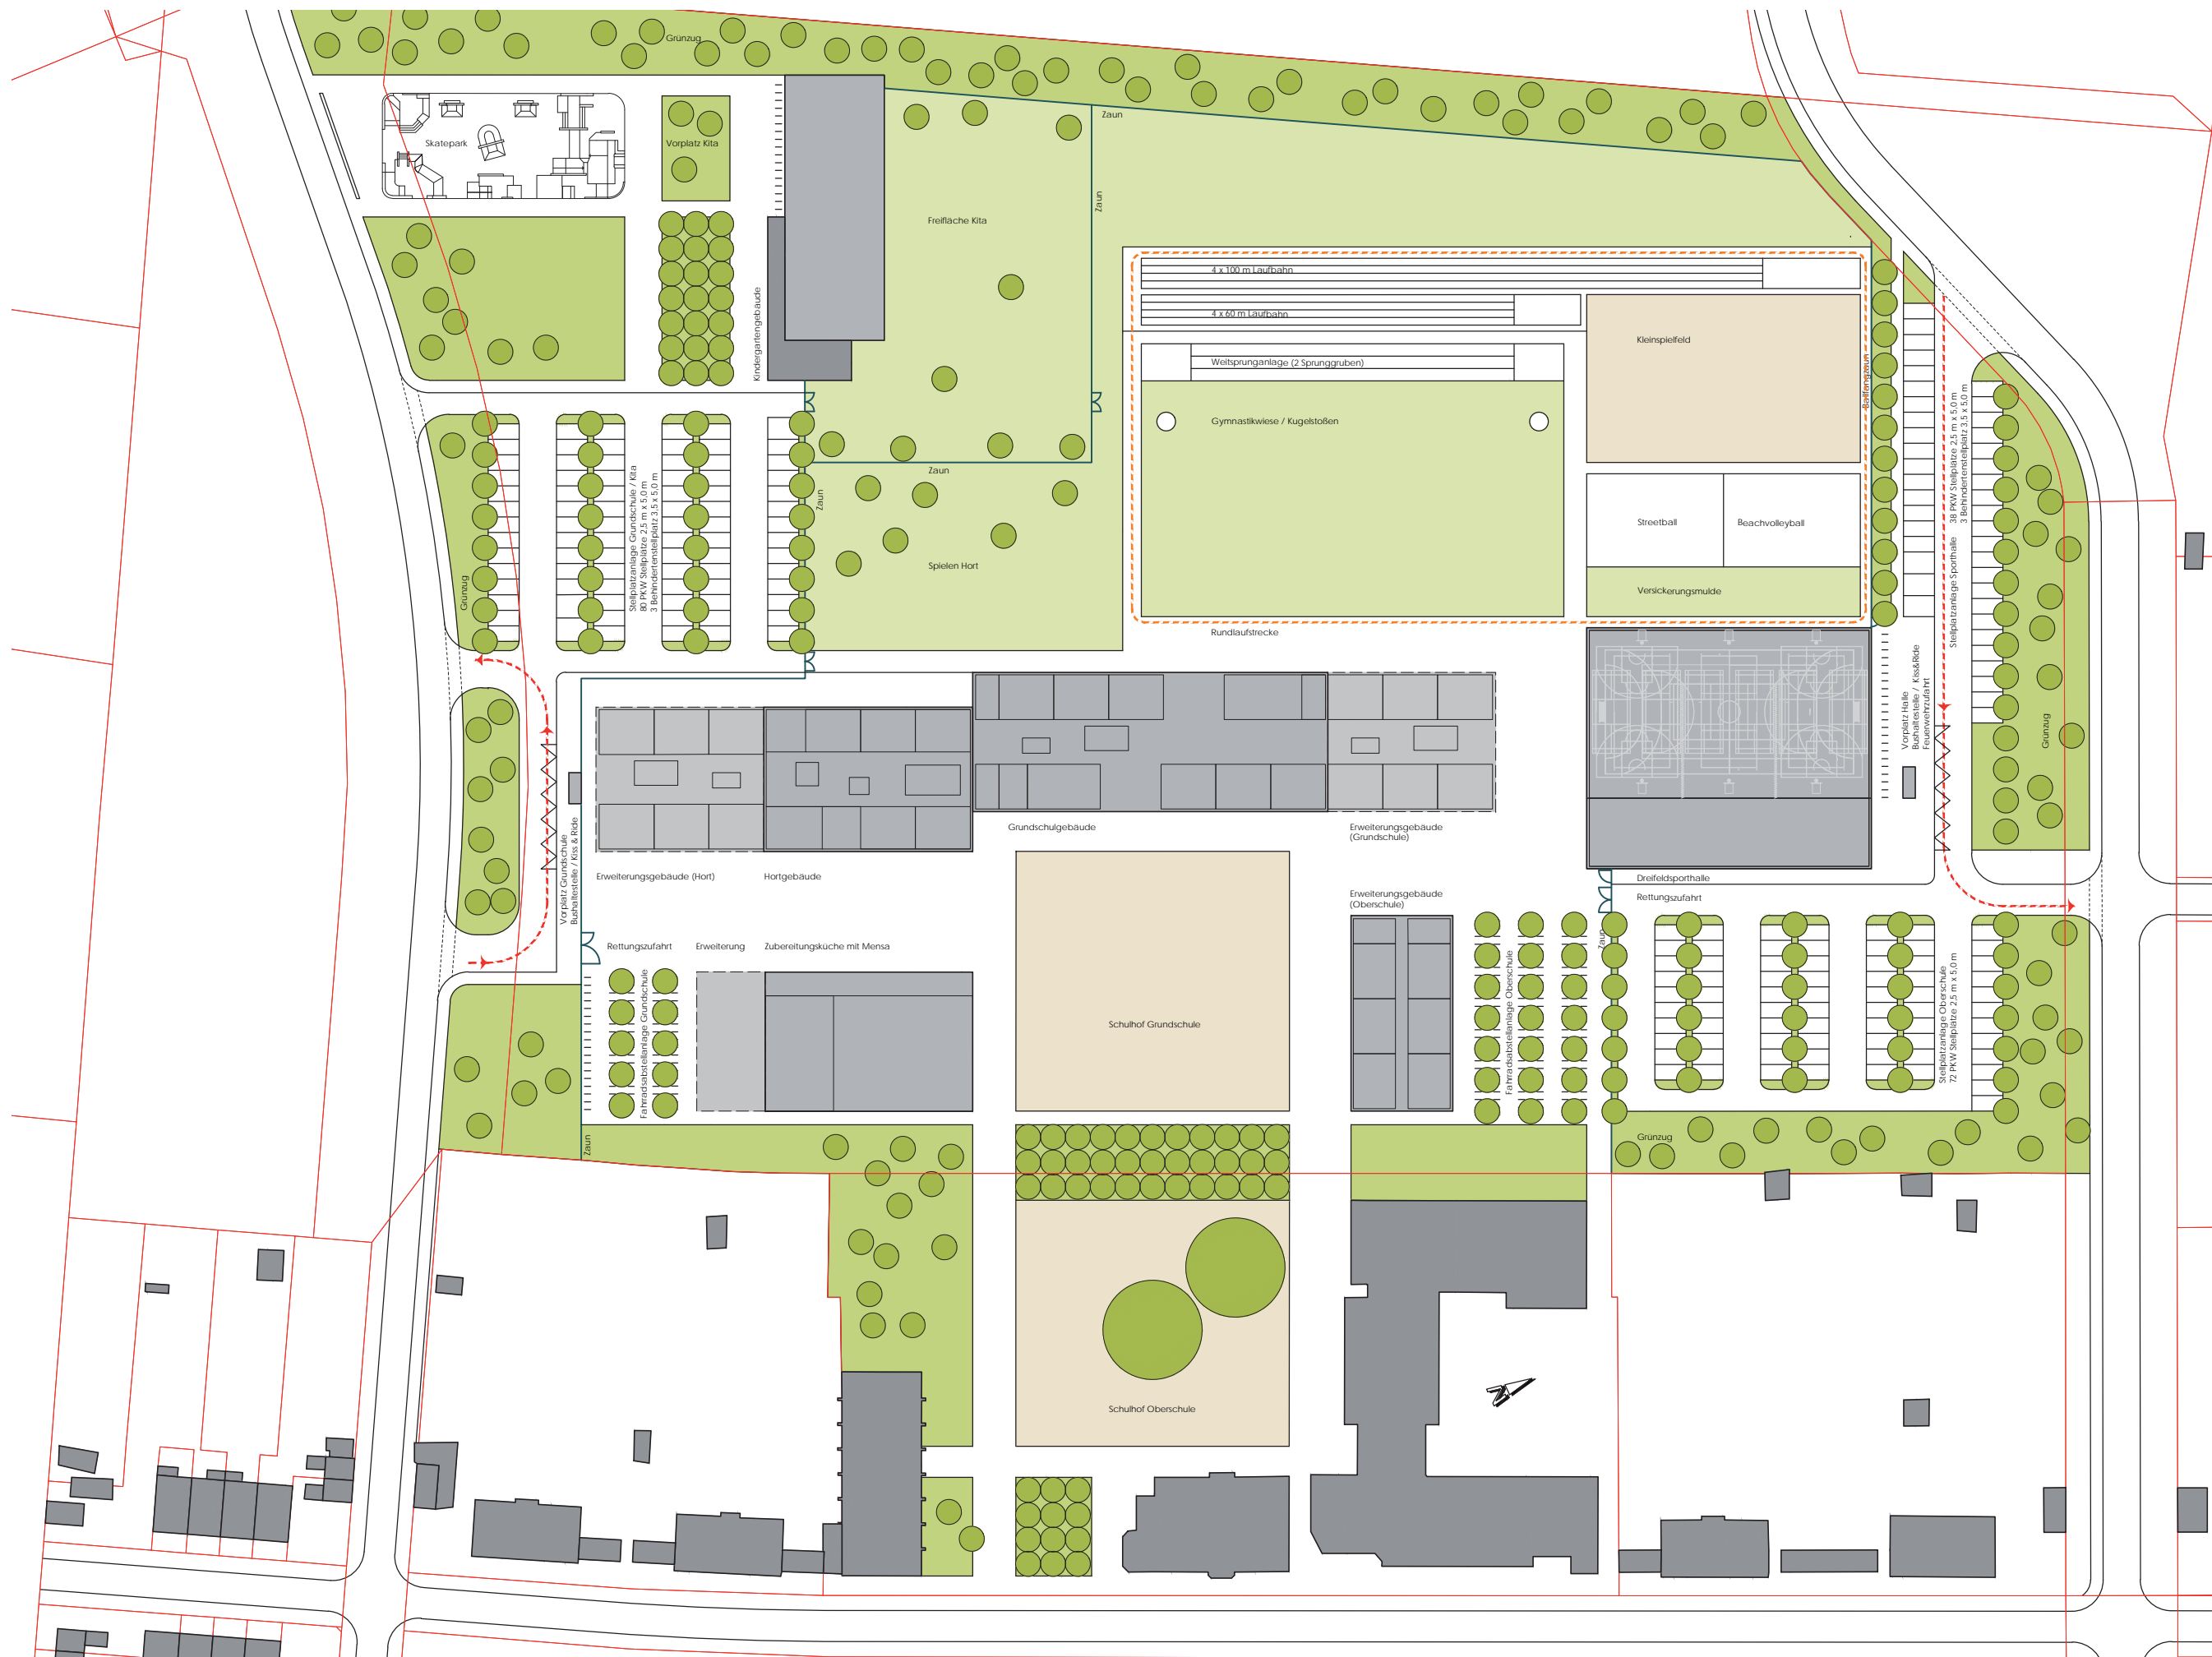 Grünzug
Zaun
Skatepark
Vorplatz Kita
Zaun
Freifläche Kita
4 x 100 m Laufbahn
4 x 60 m Laufbahn
Kindergartengebäude
Kleinspielfeld
Weitsprunganlage (2 Sprunggruben)
Ballfangzaun
Gymnastikwiese / Kugelstoßen
Stellplatzanlage Sporthalle
38 PKW Stellplätze 2,5 m x 5,0 m
3 Behindertenstellplatz 3,5 x 5,0 m
Zaun
Zaun
Stellplatzanlage Grundschule / Kita
80 PKW Stellplätze 2,5 m x 5,0 m
3 Behindertenstellplatz 3,5 x 5,0 m
Streetball
Beachvolleyball
Spielen Hort
Grünzug
Versickerungsmulde
Rundlaufstrecke
Vorplatz Halle
Bushaltestelle / Kiss&Ride
Feuerwehrzufahrt
Grünzug
Grundschulgebäude
Erweiterungsgebäude
(Grundschule)
Vorplatz Grundschule
Bushaltestelle / Kiss & Ride
Erweiterungsgebäude (Hort)
Hortgebäude
Dreifeldsporthalle
Erweiterungsgebäude
(Oberschule)
Rettungszufahrt
Zaun
Rettungszufahrt
Erweiterung
Zubereitungsküche mit Mensa
Fahrradsabstellanlage Grundschule
Fahrradsabstellanlage Oberschule
Stellplatzanlage Oberschule
72 PKW Stellplätze 2,5 m x 5,0 m
Schulhof Grundschule
Zaun
Grünzug
Schulhof Oberschule